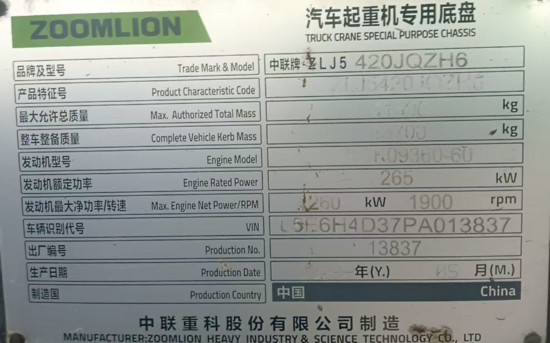 ZOOMLION
汽车起重机专用底盘
TRUCK CRANE SPECIAL PURPOSE CHASSIS
品牌及型号 Trade Mark & Model 中联牌 ZLJ5420JQZH6
产品特征号 Product Characteristic Code
最大允许总质量 Max. Authorized Total Mass kg
整车整备质量 Complete Vehicle Kerb Mass kg
发动机型号 Engine Model
发动机额定功率 Engine Rated Power 265 kW
发动机最大净功率/转速 Max. Engine Net Power/RPM 260 kW 1900 rpm
车辆识别代号 VIN L5E6H4D37PA013837
出厂编号 Production No. 13837
生产日期 Production Date 年(Y.) 月(M.)
制造国 Production Country 中国 China
中联重科股份有限公司制造
MANUFACTURER:ZOOMLION HEAVY INDUSTRY & SCIENCE TECHNOLOGY CO., LTD